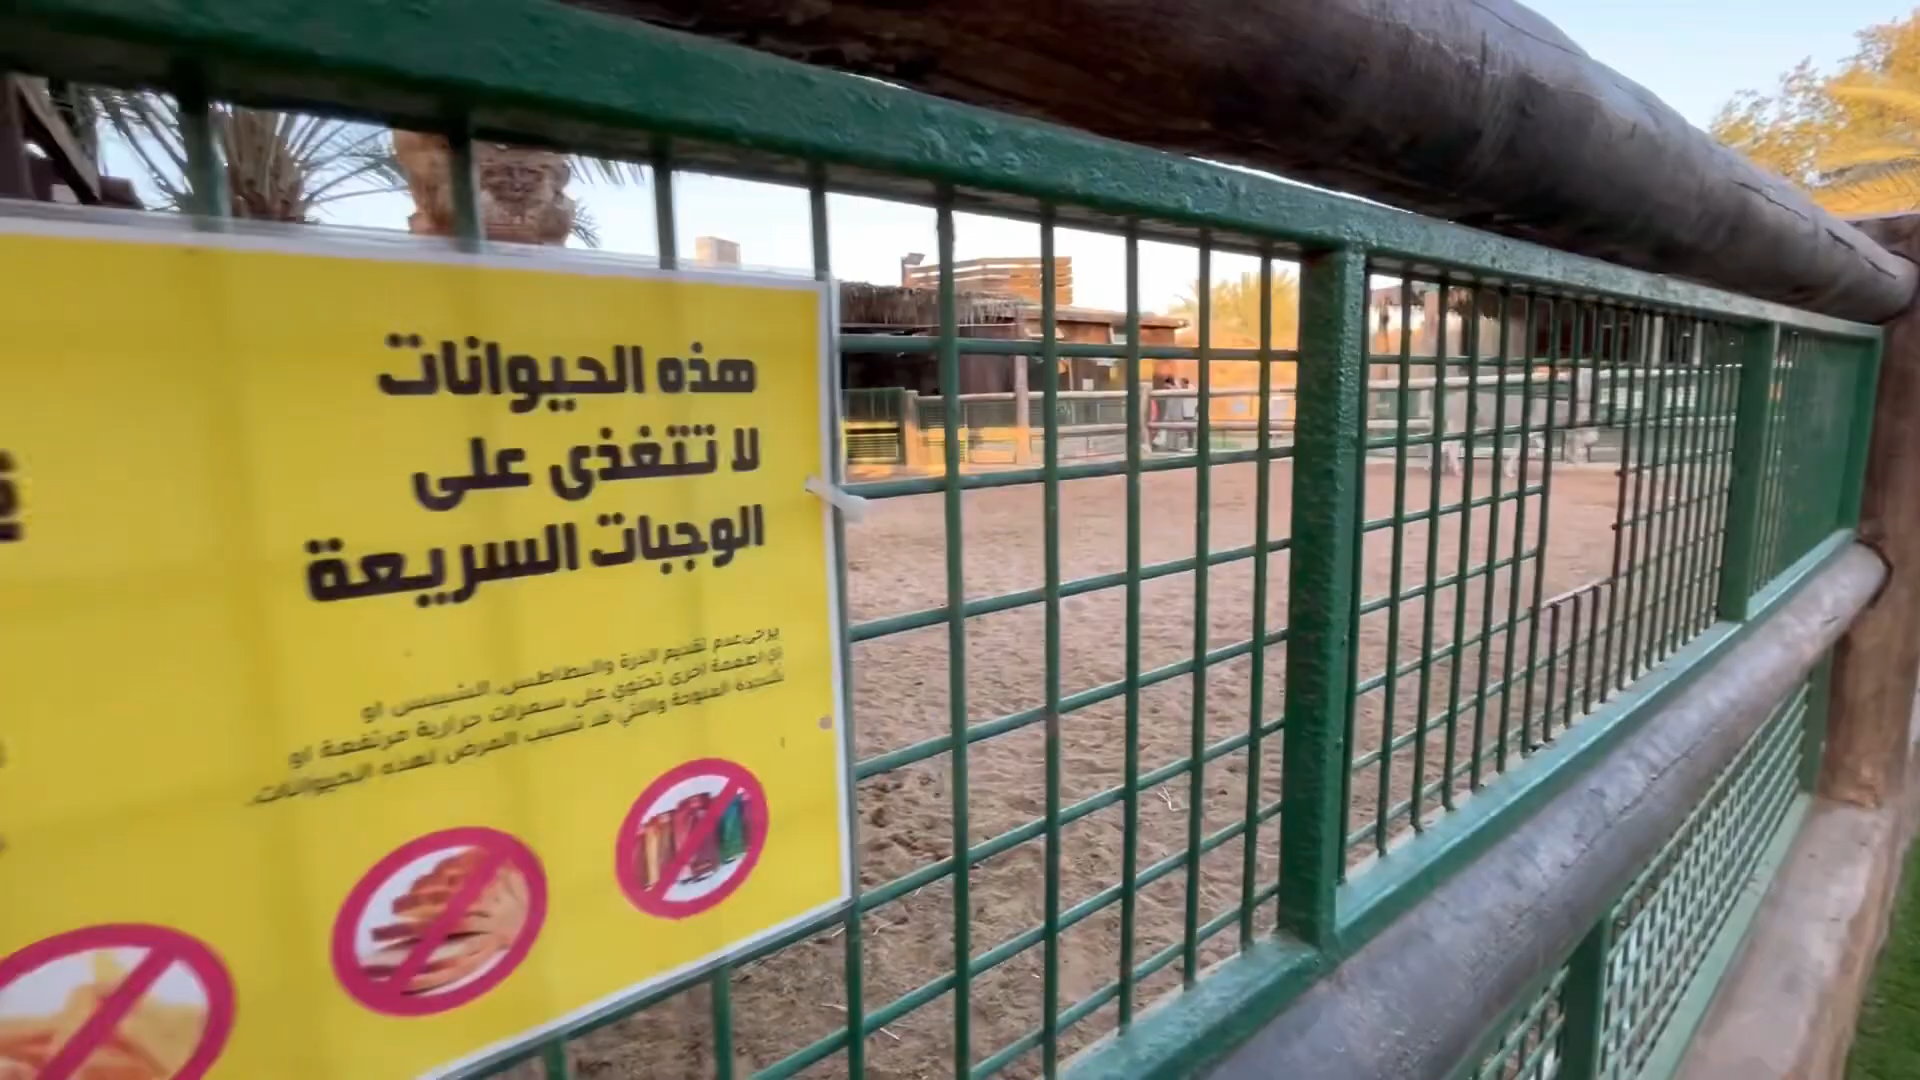 هذه الحيوانات
لا تتغذى على
الوجبات السريعة
يرجى عدم تقديم الذرة والبطاطس، الشيبس او
اي اطعمة اخرى تحتوي على سعرات حرارية مرتفعة او
شديدة الملوحة والتي قد تسبب المرض لهذه الحيوانات.